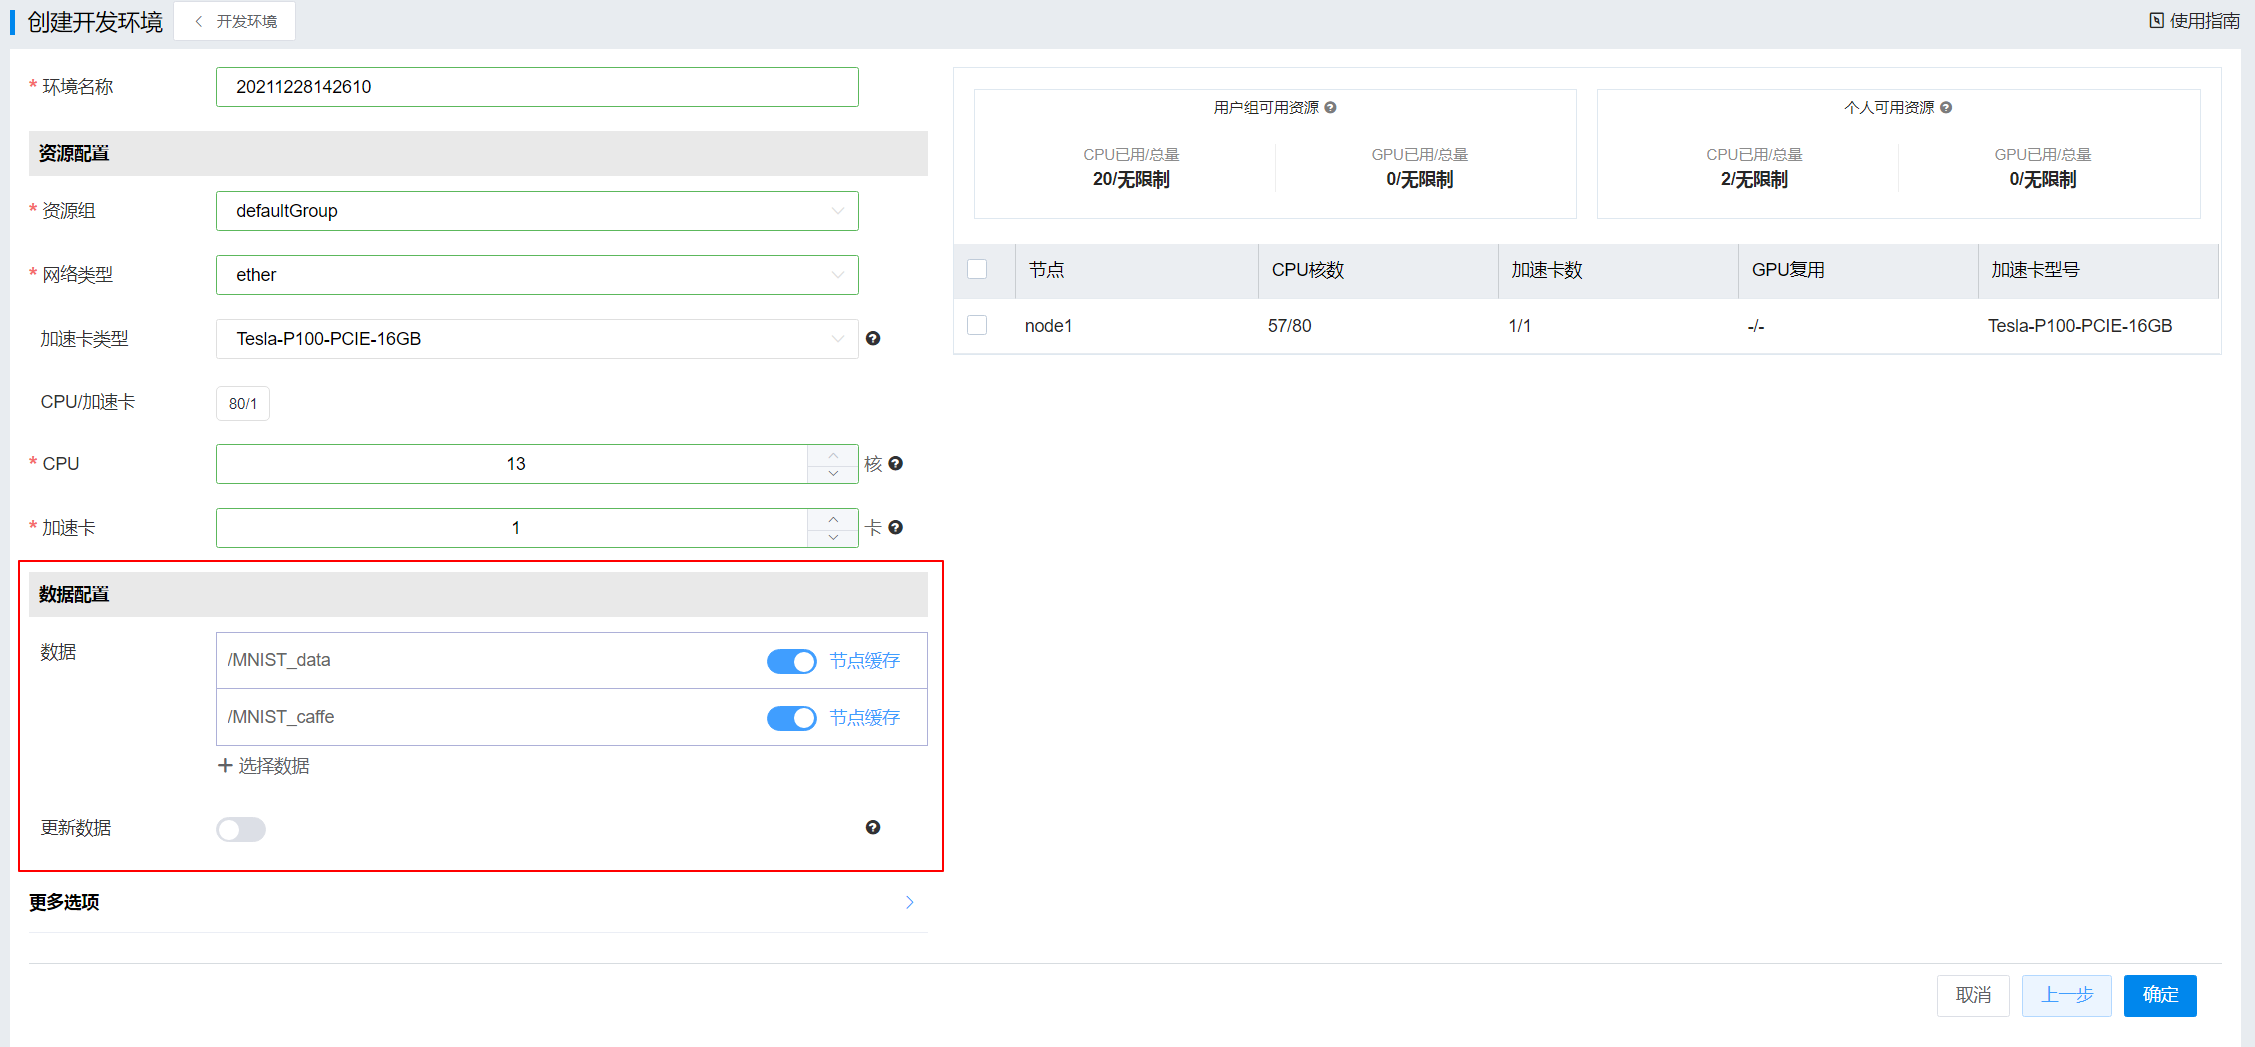 创建开发环境
开发环境
使用指南
* 环境名称
20211228142610
资源配置
* 资源组
defaultGroup
* 网络类型
ether
加速卡类型
Tesla-P100-PCIE-16GB
CPU/加速卡
80/1
* CPU
13
核
* 加速卡
1
卡
数据配置
数据
/MNIST_data
节点缓存
/MNIST_caffe
节点缓存
+ 选择数据
更新数据
更多选项
用户组可用资源
CPU已用/总量
20/无限制
GPU已用/总量
0/无限制
个人可用资源
CPU已用/总量
2/无限制
GPU已用/总量
0/无限制
节点 CPU核数 加速卡数 GPU复用 加速卡型号
node1 57/80 1/1 -/- Tesla-P100-PCIE-16GB
取消
上一步
确定